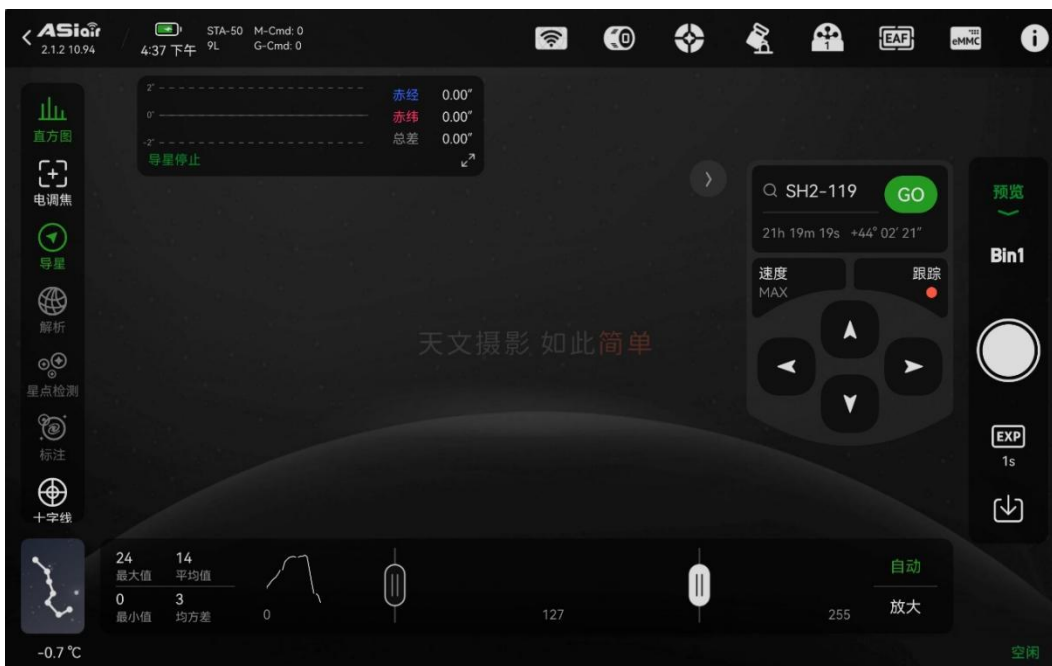 ASiair
2.1.2 10.94
4:37 下午
STA-50
9L
M-Cmd: 0
G-Cmd: 0
1
EAF
eMMC
2"
0"
-2"
赤经 0.00"
赤纬 0.00"
总差 0.00"
导星停止
直方图
电调焦
导星
解析
星点检测
标注
十字线
天文摄影 如此简单
SH2-119
GO
21h 19m 19s +44° 02' 21"
速度
MAX
跟踪
预览
Bin1
EXP
1s
24 14
最大值 平均值
0 3
最小值 均方差
0 127 255
自动
放大
-0.7 ℃
空闲